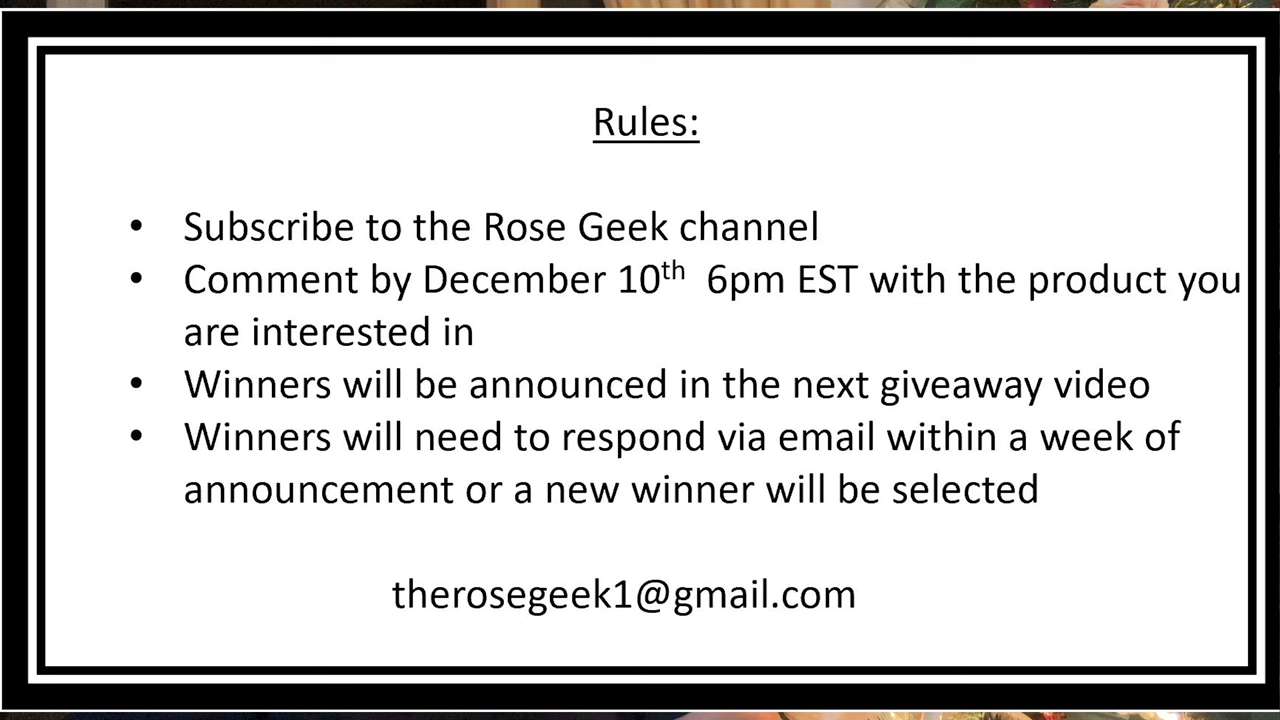 Rules:
• Subscribe to the Rose Geek channel
• Comment by December 10th 6pm EST with the product you
are interested in
• Winners will be announced in the next giveaway video
• Winners will need to respond via email within a week of
announcement or a new winner will be selected
therosegeek1@gmail.com